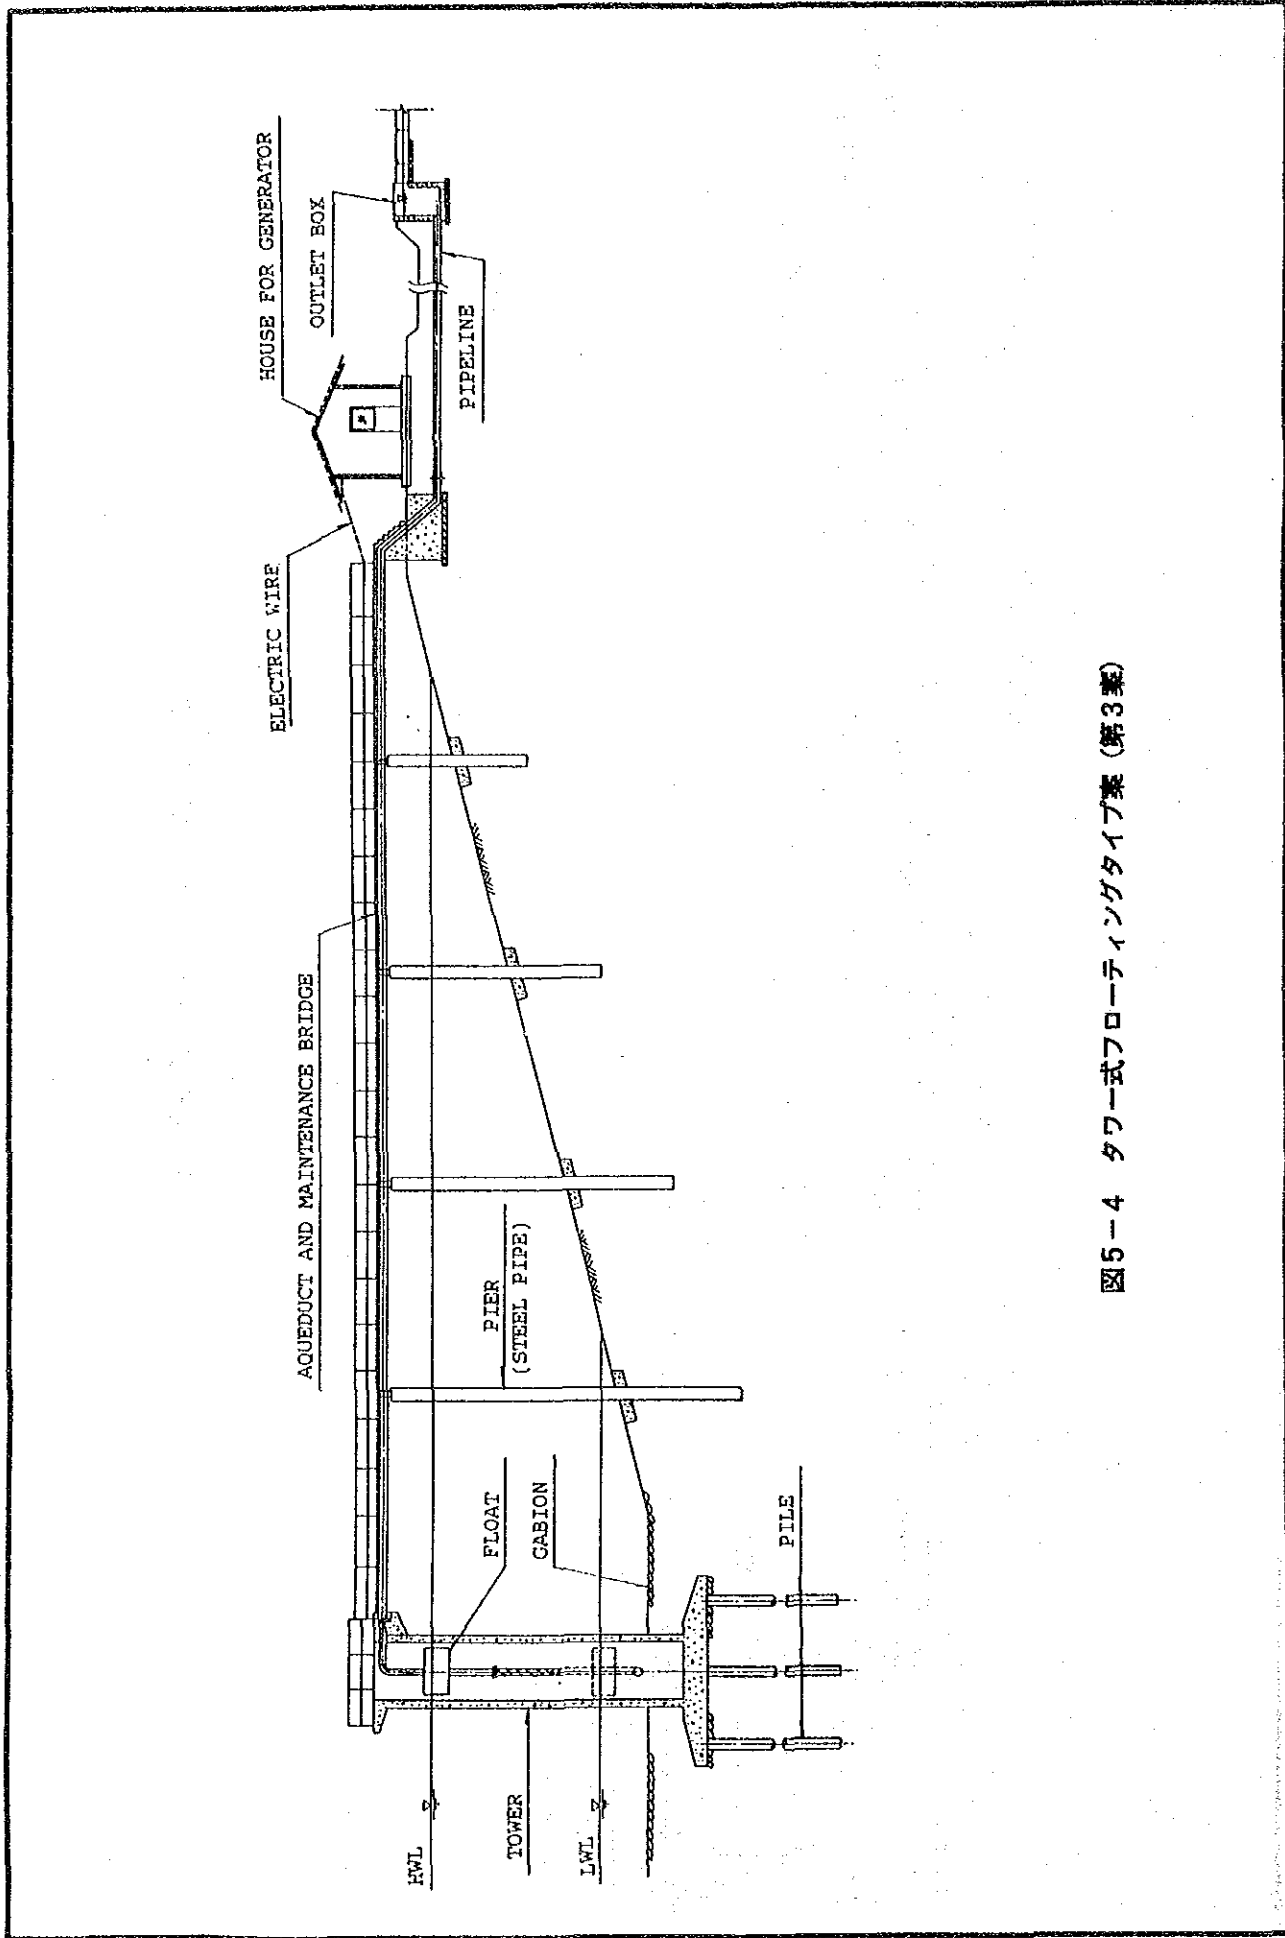 HOUSE FOR GENERATOR
OUTLET BOX
ELECTRIC WIRE
PIPELINE
AQUEDUCT AND MAINTENANCE BRIDGE
PIER
(STEEL PIPE)
FLOAT
GABION
PILE
HWL
TOWER
LWL
図5-4 タワー式フローティングタイプ案 (第3案)